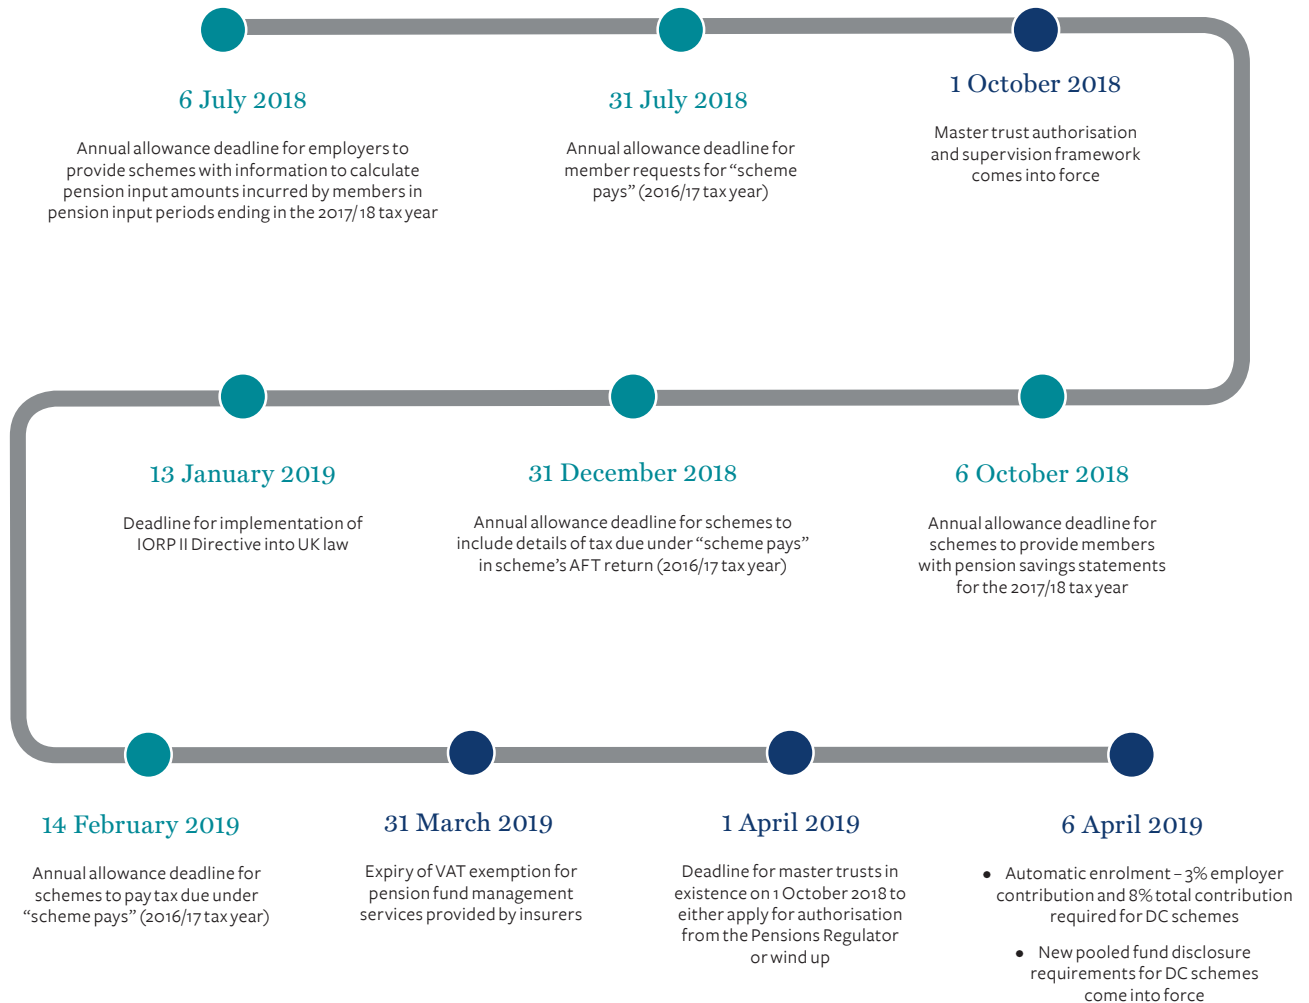 6 July 2018
Annual allowance deadline for employers to
provide schemes with information to calculate
pension input amounts incurred by members in
pension input periods ending in the 2017/18 tax year
31 July 2018
Annual allowance deadline for
member requests for “scheme
pays” (2016/17 tax year)
1 October 2018
Master trust authorisation
and supervision framework
comes into force
6 October 2018
Annual allowance deadline for
schemes to provide members
with pension savings statements
for the 2017/18 tax year
31 December 2018
Annual allowance deadline for schemes to
include details of tax due under “scheme pays”
in scheme’s AFT return (2016/17 tax year)
13 January 2019
Deadline for implementation of
IORP II Directive into UK law
14 February 2019
Annual allowance deadline for
schemes to pay tax due under
“scheme pays” (2016/17 tax year)
31 March 2019
Expiry of VAT exemption for
pension fund management
services provided by insurers
1 April 2019
Deadline for master trusts in
existence on 1 October 2018 to
either apply for authorisation
from the Pensions Regulator
or wind up
6 April 2019
• Automatic enrolment – 3% employer
contribution and 8% total contribution
required for DC schemes
• New pooled fund disclosure
requirements for DC schemes
come into force